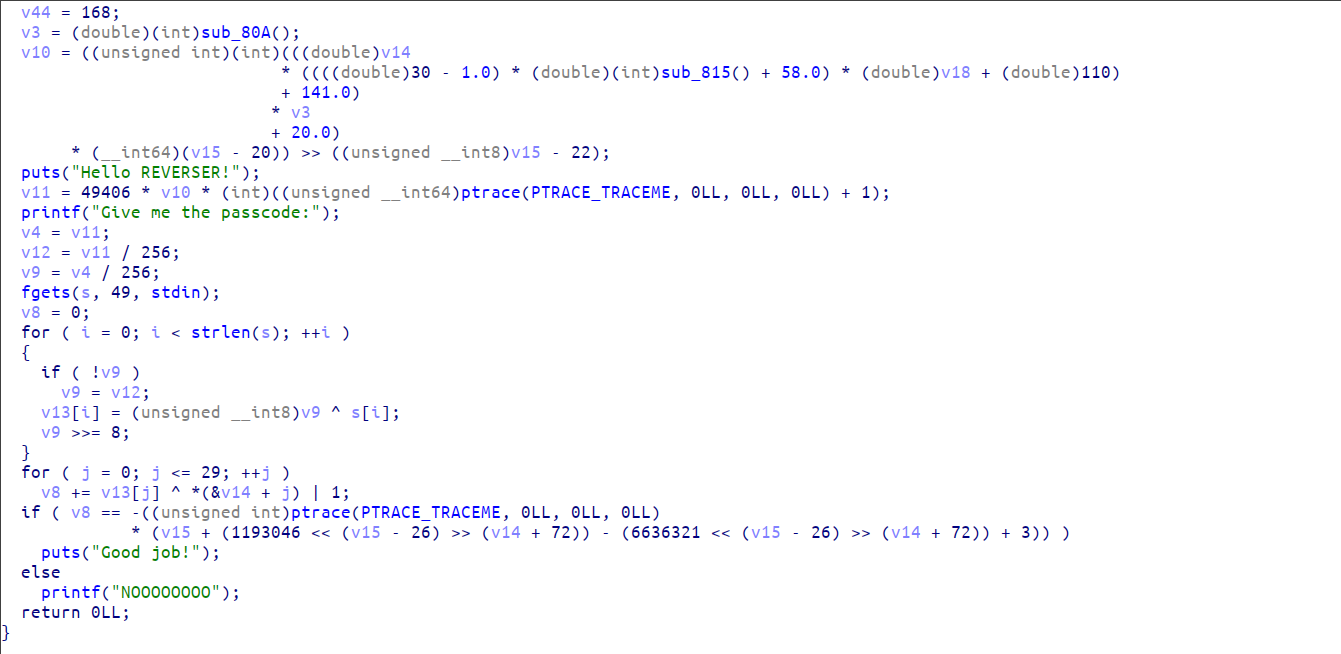 v44 = 168;
v3 = (double)(int)sub_80A();
v10 = ((unsigned int)(int)(((double)v14
* ((((double)30 - 1.0) * (double)(int)sub_815() + 58.0) * (double)v18 + (double)110)
+ 141.0)
* v3
+ 20.0)
* (__int64)(v15 - 20)) >> ((unsigned __int8)v15 - 22);
puts("Hello REVERSER!");
v11 = 49406 * v10 * (int)((unsigned __int64)ptrace(PTRACE_TRACEME, 0LL, 0LL, 0LL) + 1);
printf("Give me the passcode:");
v4 = v11;
v12 = v11 / 256;
v9 = v4 / 256;
fgets(s, 49, stdin);
v8 = 0;
for ( i = 0; i < strlen(s); ++i )
{
if ( !v9 )
v9 = v12;
v13[i] = (unsigned __int8)v9 ^ s[i];
v9 >>= 8;
}
for ( j = 0; j <= 29; ++j )
v8 += v13[j] ^ *(&v14 + j) | 1;
if ( v8 == -((unsigned int)ptrace(PTRACE_TRACEME, 0LL, 0LL, 0LL)
* (v15 + (1193046 << (v15 - 26) >> (v14 + 72)) - (6636321 << (v15 - 26) >> (v14 + 72)) + 3)) )
puts("Good job!");
else
printf("NOOOOOOOO");
return 0LL;
}